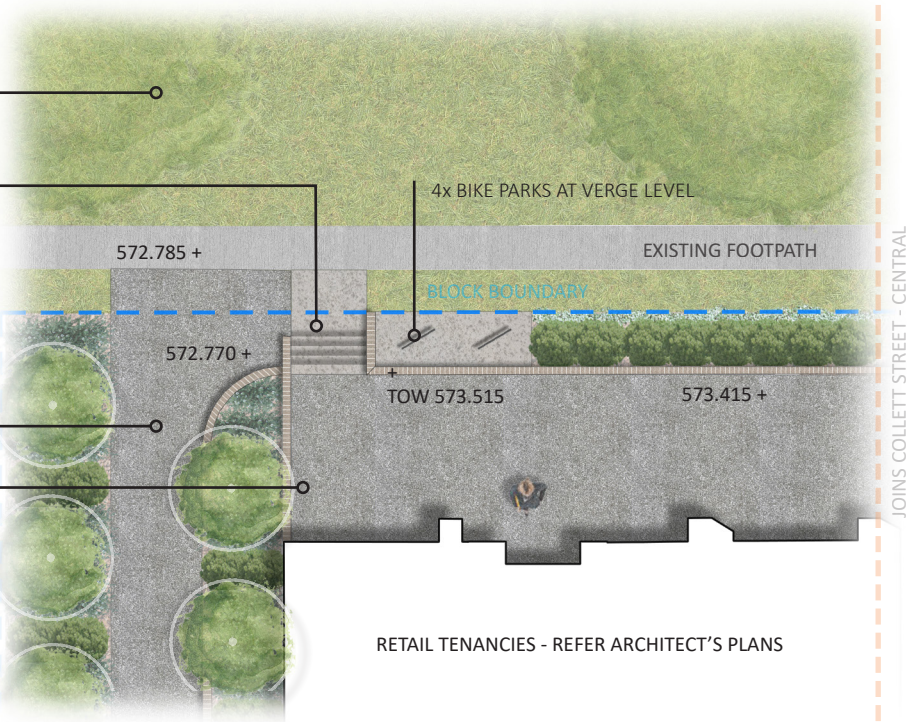 4x BIKE PARKS AT VERGE LEVEL
572.785 +
EXISTING FOOTPATH
BLOCK BOUNDARY
572.770 +
+
TOW 573.515
573.415 +
JOINS COLLETT STREET - CENTRAL
RETAIL TENANCIES - REFER ARCHITECT'S PLANS